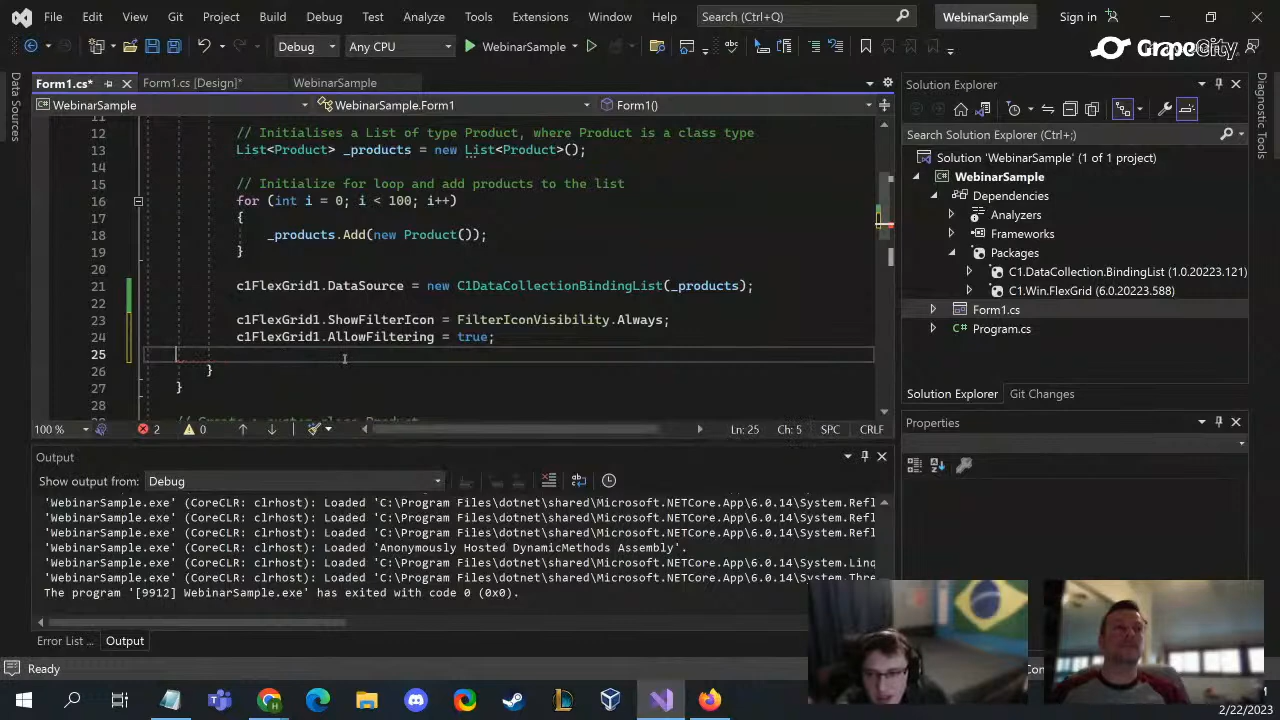 File Edit View Git Project Build Debug Test Analyze Tools Extensions Window Help Search (Ctrl+Q) WebinarSample Sign in
Debug Any CPU WebinarSample
GrapeCity
Data Sources
Form1.cs* Form1.cs [Design]* WebinarSample
WebinarSample WebinarSample.Form1 Form1()
11
12 // Initialises a List of type Product, where Product is a class type
13 List<Product> _products = new List<Product>();
14
15 // Initialize for loop and add products to the list
16 for (int i = 0; i < 100; i++)
17 {
18 _products.Add(new Product());
19 }
20
21 c1FlexGrid1.DataSource = new C1DataCollectionBindingList(_products);
22
23 c1FlexGrid1.ShowFilterIcon = FilterIconVisibility.Always;
24 c1FlexGrid1.AllowFiltering = true;
25
26 }
27 }
28
100 % 2 0 Ln: 25 Ch: 5 SPC CRLF
Output
Show output from: Debug
'WebinarSample.exe' (CoreCLR: clrhost): Loaded 'C:\Program Files\dotnet\shared\Microsoft.NETCore.App\6.0.14\System.Refl
'WebinarSample.exe' (CoreCLR: clrhost): Loaded 'C:\Program Files\dotnet\shared\Microsoft.NETCore.App\6.0.14\System.Refl
'WebinarSample.exe' (CoreCLR: clrhost): Loaded 'C:\Program Files\dotnet\shared\Microsoft.NETCore.App\6.0.14\System.Refl
'WebinarSample.exe' (CoreCLR: clrhost): Loaded 'Anonymously Hosted DynamicMethods Assembly'.
'WebinarSample.exe' (CoreCLR: clrhost): Loaded 'C:\Program Files\dotnet\shared\Microsoft.NETCore.App\6.0.14\System.Linq
'WebinarSample.exe' (CoreCLR: clrhost): Loaded 'C:\Program Files\dotnet\shared\Microsoft.NETCore.App\6.0.14\System.Thre
The program '[9912] WebinarSample.exe' has exited with code 0 (0x0).
Error List ... Output
Ready
Solution Explorer
Search Solution Explorer (Ctrl+;)
Solution 'WebinarSample' (1 of 1 project)
WebinarSample
Dependencies
Analyzers
Frameworks
Packages
C1.DataCollection.BindingList (1.0.20223.121)
C1.Win.FlexGrid (6.0.20223.588)
Form1.cs
Program.cs
Solution Explorer Git Changes
Properties
Diagnostic Tools
2/22/2023